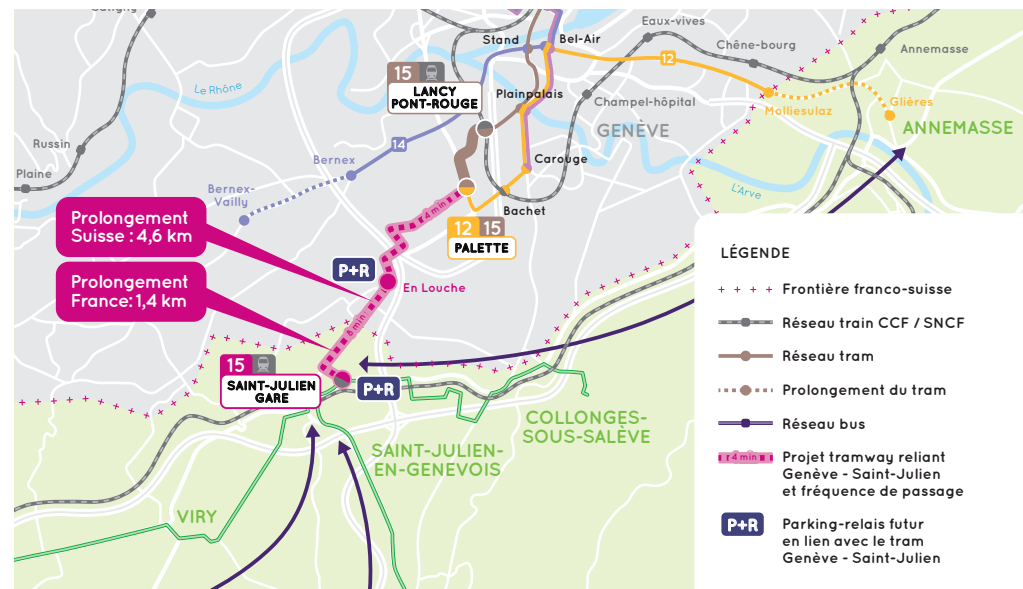 Eaux-vives
Stand
Bel-Air
Chêne-bourg
Annemasse
12
15
LANCY
PONT-ROUGE
Le Rhône
Plainpalais
Champel-hôpital
Molliesulaz
Glières
GENÈVE
ANNEMASSE
Russin
14
Bernex
Carouge
Plaine
Bernex-
Vailly
L'Arve
4 min
Bachet
Prolongement
Suisse : 4,6 km
12 15
PALETTE
P+R
En Louche
Prolongement
France: 1,4 km
8 min
15
SAINT-JULIEN
GARE
P+R
COLLONGES-
SOUS-SALÈVE
SAINT-JULIEN-
EN-GENEVOIS
VIRY
LÉGENDE
Frontière franco-suisse
Réseau train CCF / SNCF
Réseau tram
Prolongement du tram
Réseau bus
4 min
Projet tramway reliant
Genève - Saint-Julien
et fréquence de passage
P+R
Parking-relais futur
en lien avec le tram
Genève - Saint-Julien